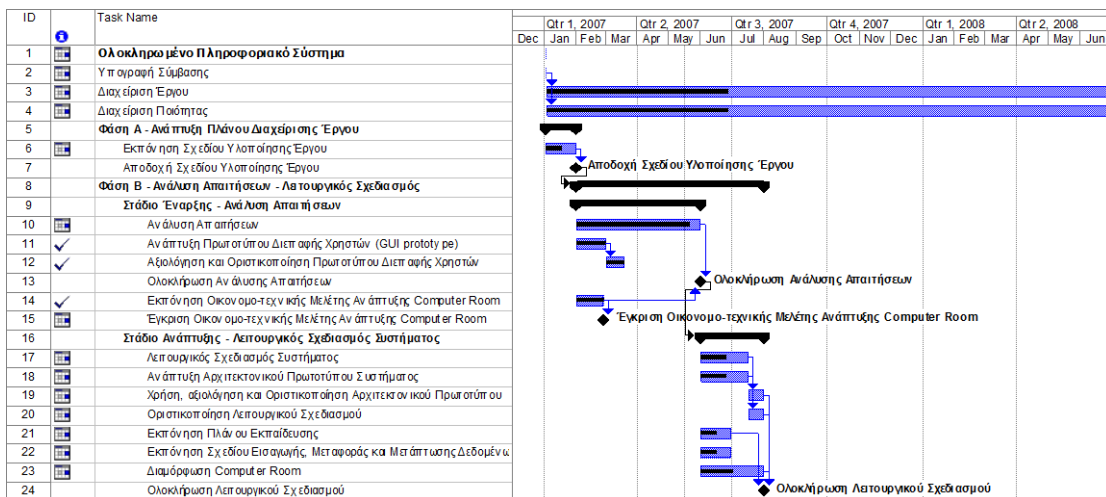 ID Task Name
Qtr 1, 2007 Qtr 2, 2007 Qtr 3, 2007 Qtr 4, 2007 Qtr 1, 2008 Qtr 2, 2008
Dec Jan Feb Mar Apr May Jun Jul Aug Sep Oct Nov Dec Jan Feb Mar Apr May Jun
1 Ολοκληρωμένο Πληροφοριακό Σύστημα
2 Υπογραφή Σύμβασης
3 Διαχείριση Έργου
4 Διαχείριση Ποιότητας
5 Φάση Α - Ανάπτυξη Πλάνου Διαχείρισης Έργου
6 Εκπόνηση Σχεδίου Υλοποίησης Έργου
7 Αποδοχή Σχεδίου Υλοποίησης Έργου Αποδοχή Σχεδίου Υλοποίησης Έργου
8 Φάση Β - Ανάλυση Απαιτήσεων - Λειτουργικός Σχεδιασμός
9 Στάδιο Έναρξης - Ανάλυση Απαιτήσεων
10 Ανάλυση Απαιτήσεων
11 Ανάπτυξη Πρωτοτύπου Διεπαφής Χρηστών (GUI prototype)
12 Αξιολόγηση και Οριστικοποίηση Πρωτοτύπου Διεπαφής Χρηστών
13 Ολοκλήρωση Ανάλυσης Απαιτήσεων Ολοκλήρωση Ανάλυσης Απαιτήσεων
14 Εκπόνηση Οικονομο-τεχνικής Μελέτης Ανάπτυξης Computer Room
15 Έγκριση Οικονομο-τεχνικής Μελέτης Ανάπτυξης Computer Room Έγκριση Οικονομο-τεχνικής Μελέτης Ανάπτυξης Computer Room
16 Στάδιο Ανάπτυξης - Λειτουργικός Σχεδιασμός Συστήματος
17 Λειτουργικός Σχεδιασμός Συστήματος
18 Ανάπτυξη Αρχιτεκτονικού Πρωτοτύπου Συστήματος
19 Χρήση, αξιολόγηση και Οριστικοποίηση Αρχιτεκτονικού Πρωτοτύπου
20 Οριστικοποίηση Λειτουργικού Σχεδιασμού
21 Εκπόνηση Πλάνου Εκπαίδευσης
22 Εκπόνηση Σχεδίου Εισαγωγής, Μεταφοράς και Μετάπτωσης Δεδομένω
23 Διαμόρφωση Computer Room
24 Ολοκλήρωση Λειτουργικού Σχεδιασμού Ολοκλήρωση Λειτουργικού Σχεδιασμού